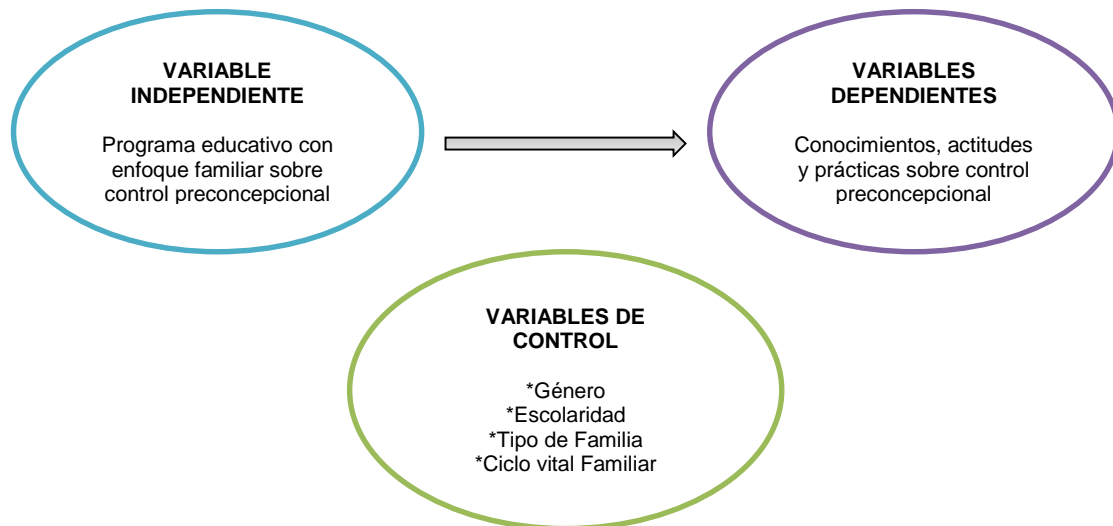 VARIABLE
INDEPENDIENTE
Programa educativo con
enfoque familiar sobre
control preconcepcional
VARIABLES
DEPENDIENTES
Conocimientos, actitudes
y prácticas sobre control
preconcepcional
VARIABLES DE
CONTROL
*Género
*Escolaridad
*Tipo de Familia
*Ciclo vital Familiar